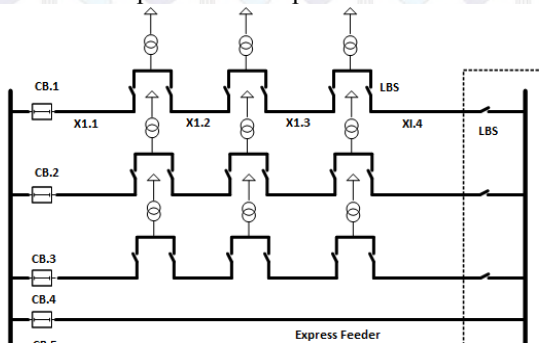 CB.1
LBS
X1.1
X1.2
X1.3
XI.4
LBS
CB.2
CB.3
CB.4
Express Feeder